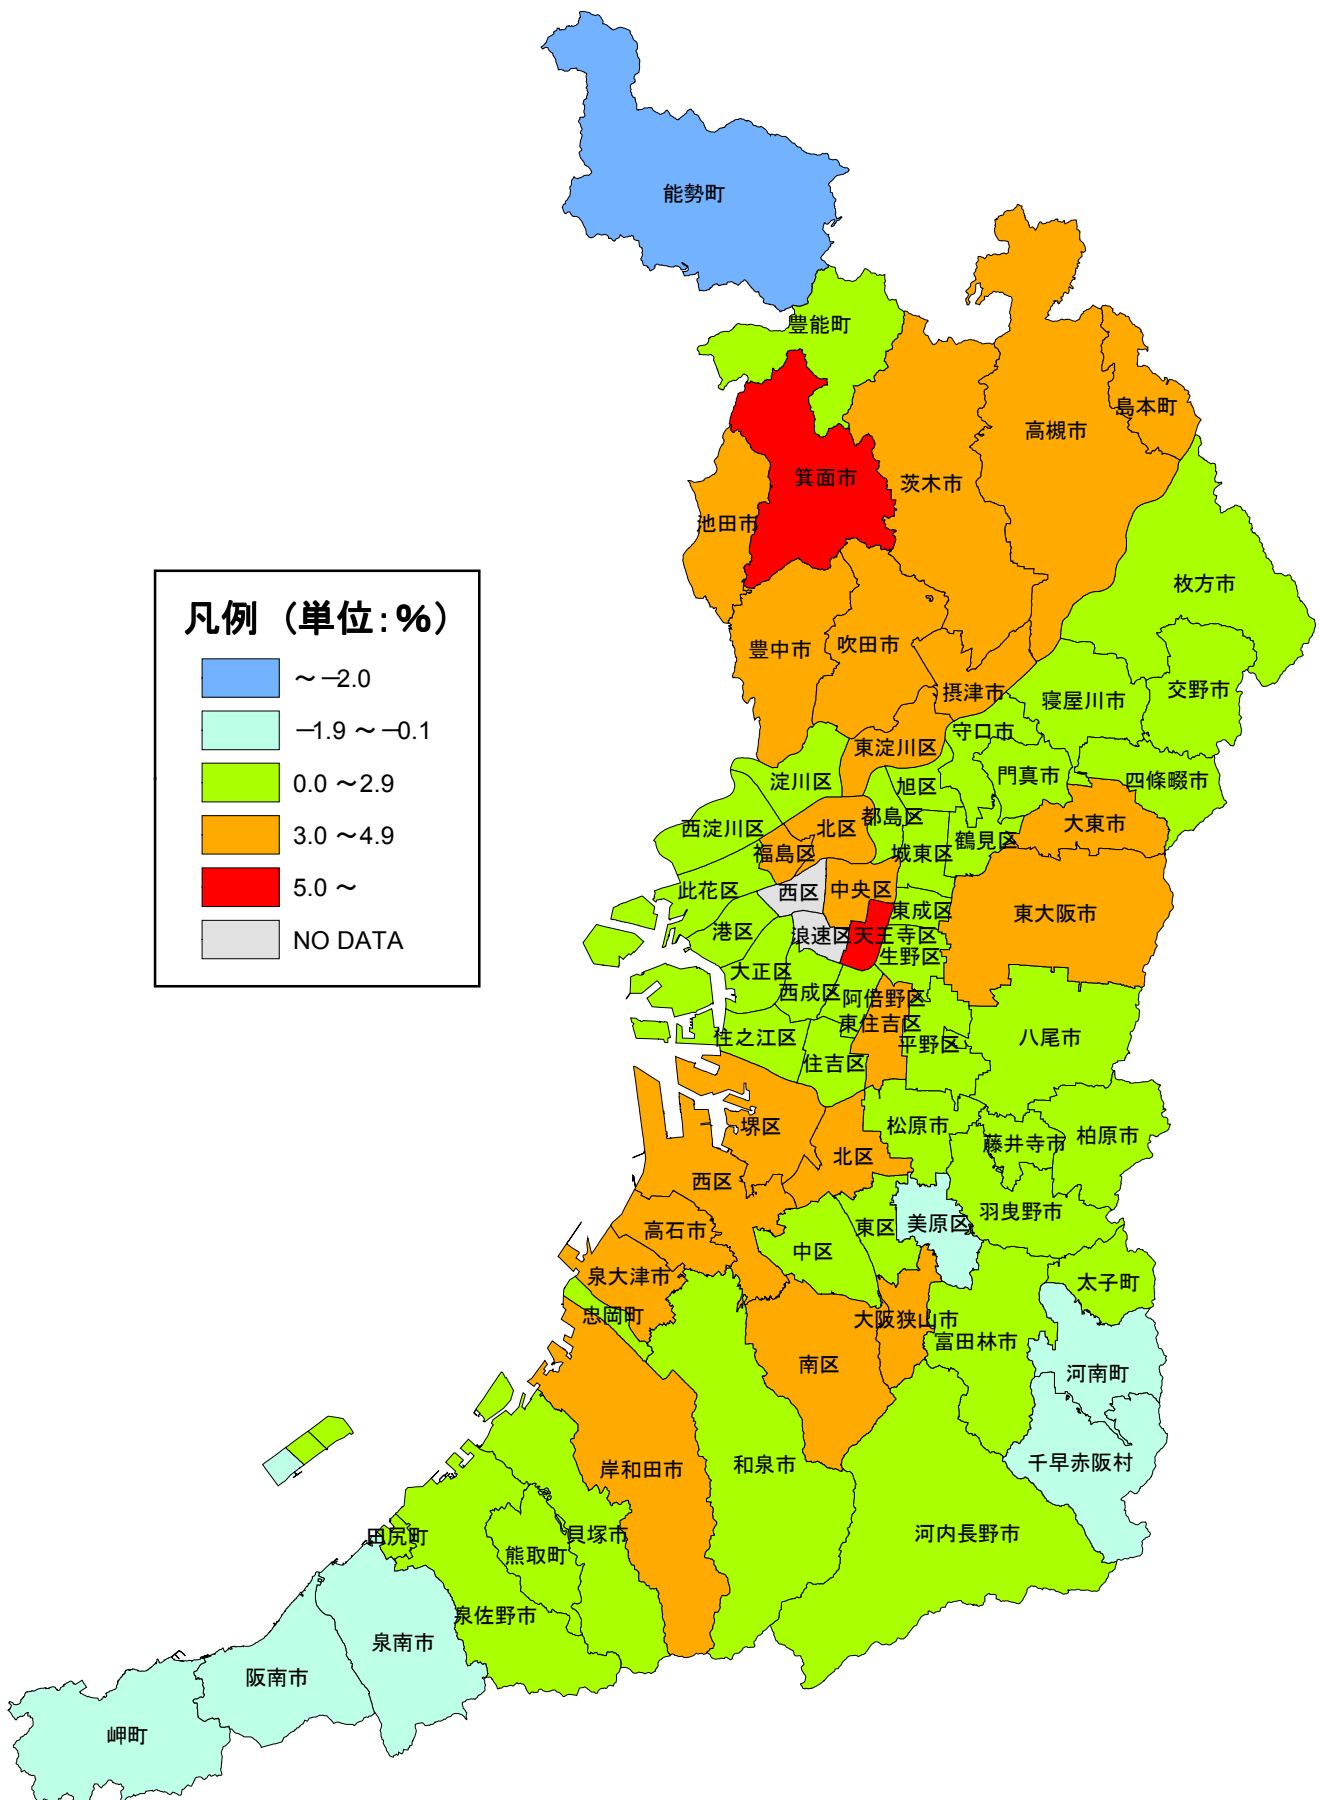 能勢町
豊能町
島本町
高槻市
箕面市
茨木市
池田市
枚方市
凡例（単位:%）
～－2.0
－1.9～－0.1
0.0～2.9
3.0～4.9
5.0～
NO DATA
吹田市
豊中市
摂津市
交野市
寝屋川市
守口市
東淀川区
門真市
淀川区
四條畷市
旭区
都島区
大東市
西淀川区
北区
鶴見区
福島区
城東区
此花区
西区
中央区
東成区
東大阪市
港区
浪速区
天王寺区
生野区
大正区
西成区
阿倍野区
東住吉区
住之江区
平野区
八尾市
住吉区
堺区
松原市
藤井寺市
柏原市
北区
西区
羽曳野市
高石市
東区
美原区
中区
泉大津市
太子町
忠岡町
大阪狭山市
富田林市
南区
河南町
千早赤阪村
和泉市
岸和田市
河内長野市
貝塚市
田尻町
熊取町
泉佐野市
泉南市
阪南市
岬町